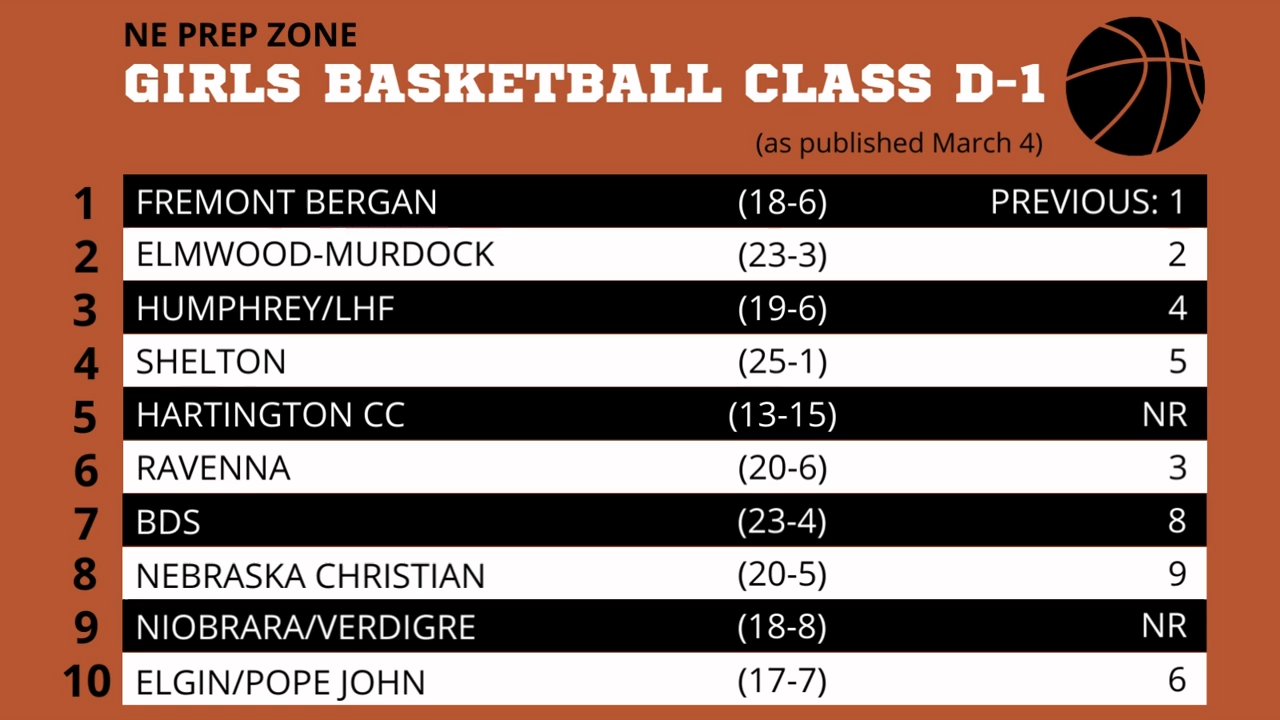 NE PREP ZONE
GIRLS BASKETBALL CLASS D-1
(as published March 4)
1 FREMONT BERGAN (18-6) PREVIOUS: 1
2 ELMWOOD-MURDOCK (23-3) 2
3 HUMPHREY/LHF (19-6) 4
4 SHELTON (25-1) 5
5 HARTINGTON CC (13-15) NR
6 RAVENNA (20-6) 3
7 BDS (23-4) 8
8 NEBRASKA CHRISTIAN (20-5) 9
9 NIOBRARA/VERDIGRE (18-8) NR
10 ELGIN/POPE JOHN (17-7) 6